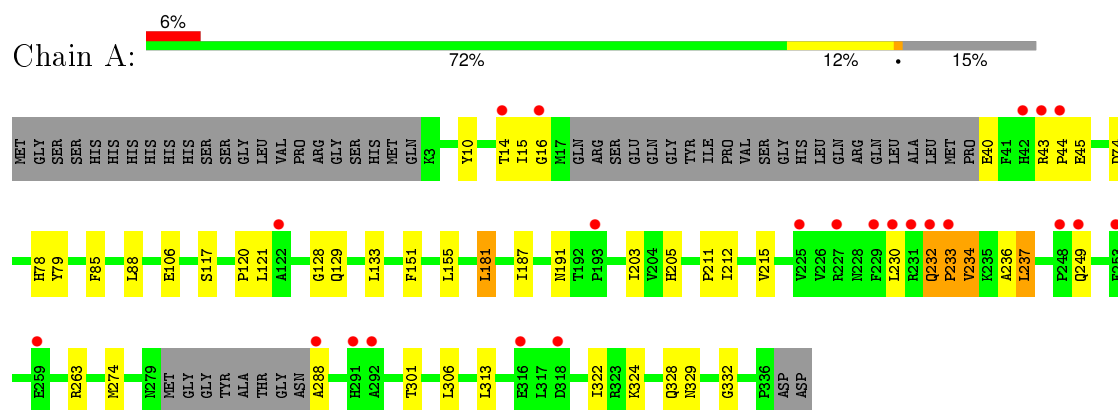 6%
Chain A:
72% 12% • 15%
MET GLY SER SER HIS HIS HIS HIS HIS HIS HIS SER SER GLY LEU VAL PRO ARG GLY SER HIS MET GLN K3 Y10 T14 I15 G16 M17 GLN ARG SER GLU GLN GLY TYR ILE PRO VAL SER GLY HIS LEU GLN ARG GLN LEU ALA LEU MET PRO E40 F41 H42 R43 P44 E45
H78 Y79 F85 L88 E106 S117 P120 L121 A122 G128 Q129 L133 F151 L155 L181 I187 N191 T192 P193 I203 V204 H205 P211 I212 V215 V225 V226 R227 N228 F229 L230 R231 Q232 P233 V234 K235 A236 L237 P248 Q249
E259 R263 M274 N279 MET GLY GLY TYR ALA THR GLY ASN A288 H291 A292 T301 L306 L313 E316 L317 D318 I322 R323 K324 Q328 N329 G332 P336 ASP ASP